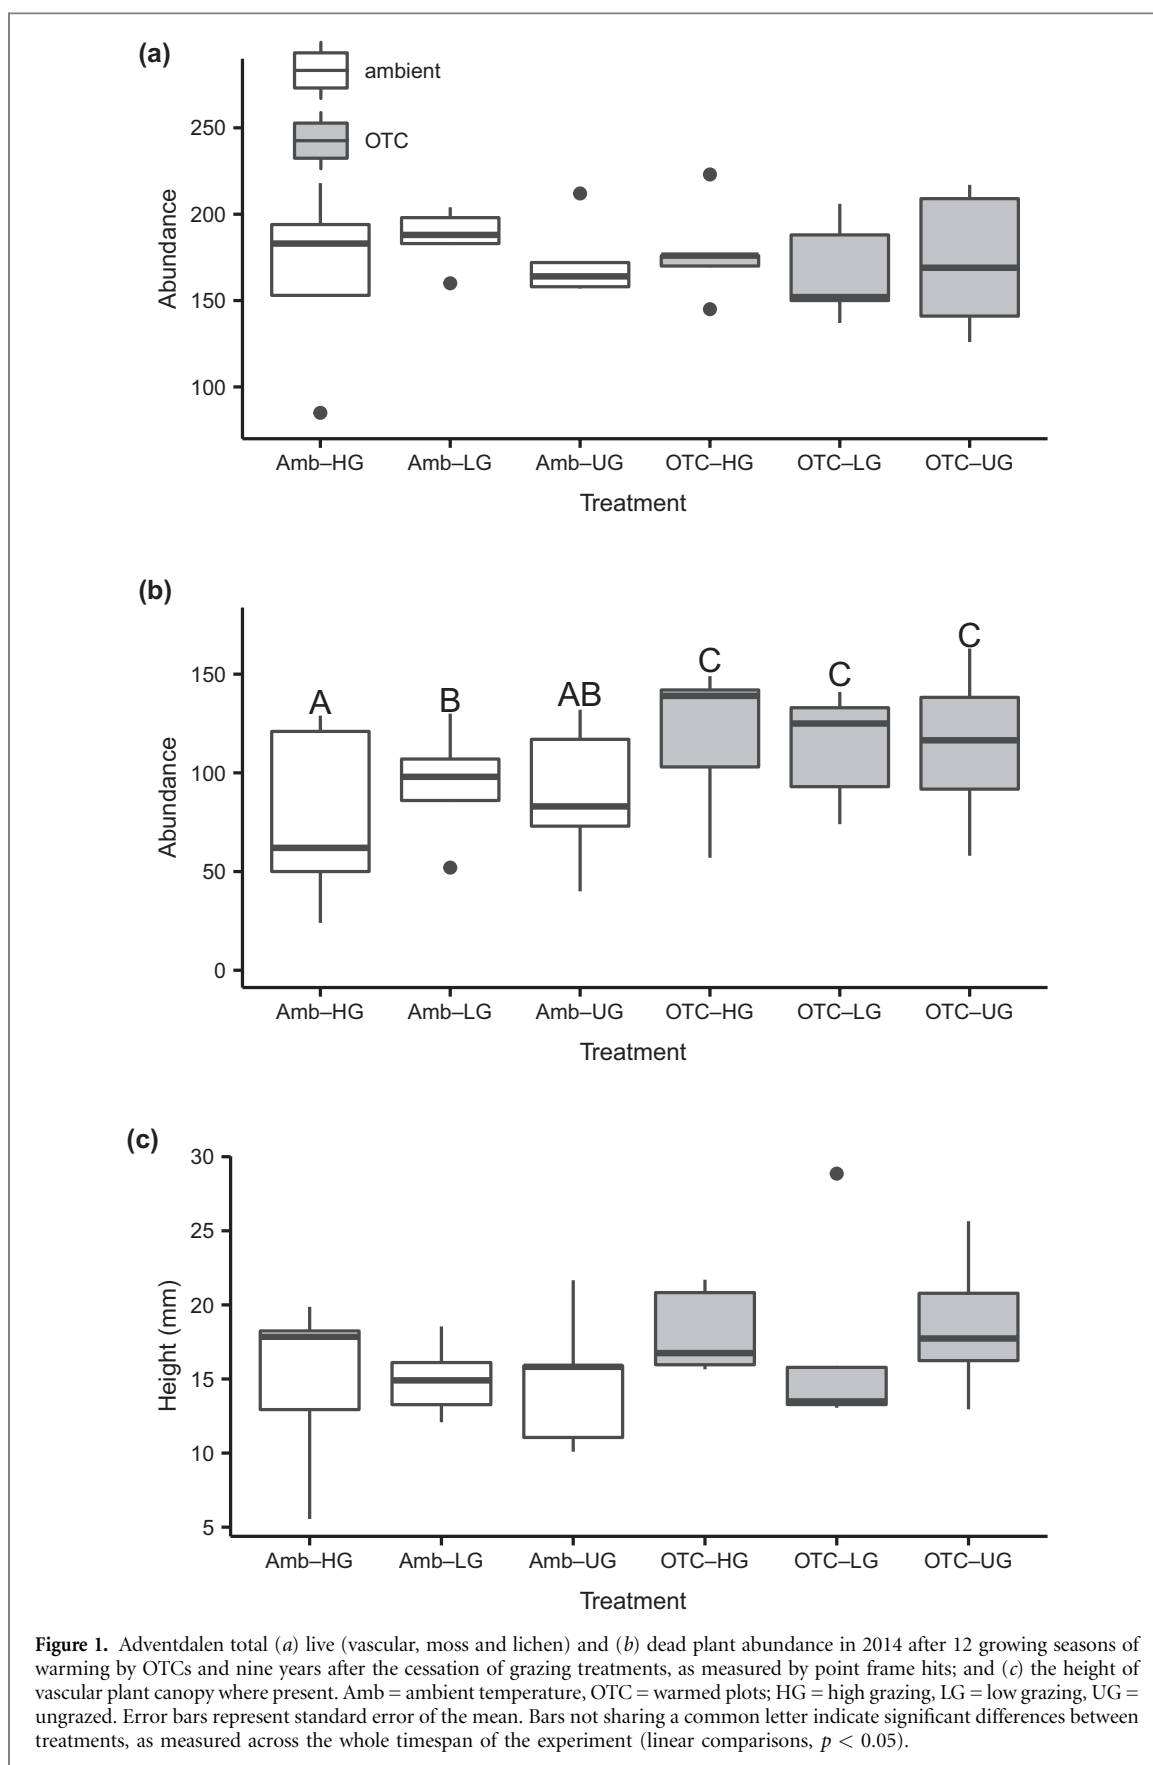 (a)
ambient
OTC
250
200
150
100
Abundance
Amb–HG Amb–LG Amb–UG OTC–HG OTC–LG OTC–UG
Treatment
(b)
A B AB C C C
150
100
50
0
Abundance
Amb–HG Amb–LG Amb–UG OTC–HG OTC–LG OTC–UG
Treatment
(c)
30
25
20
15
10
5
Height (mm)
Amb–HG Amb–LG Amb–UG OTC–HG OTC–LG OTC–UG
Treatment
Figure 1. Adventdalen total (a) live (vascular, moss and lichen) and (b) dead plant abundance in 2014 after 12 growing seasons of
warming by OTCs and nine years after the cessation of grazing treatments, as measured by point frame hits; and (c) the height of
vascular plant canopy where present. Amb = ambient temperature, OTC = warmed plots; HG = high grazing, LG = low grazing, UG =
ungrazed. Error bars represent standard error of the mean. Bars not sharing a common letter indicate significant differences between
treatments, as measured across the whole timespan of the experiment (linear comparisons, p < 0.05).